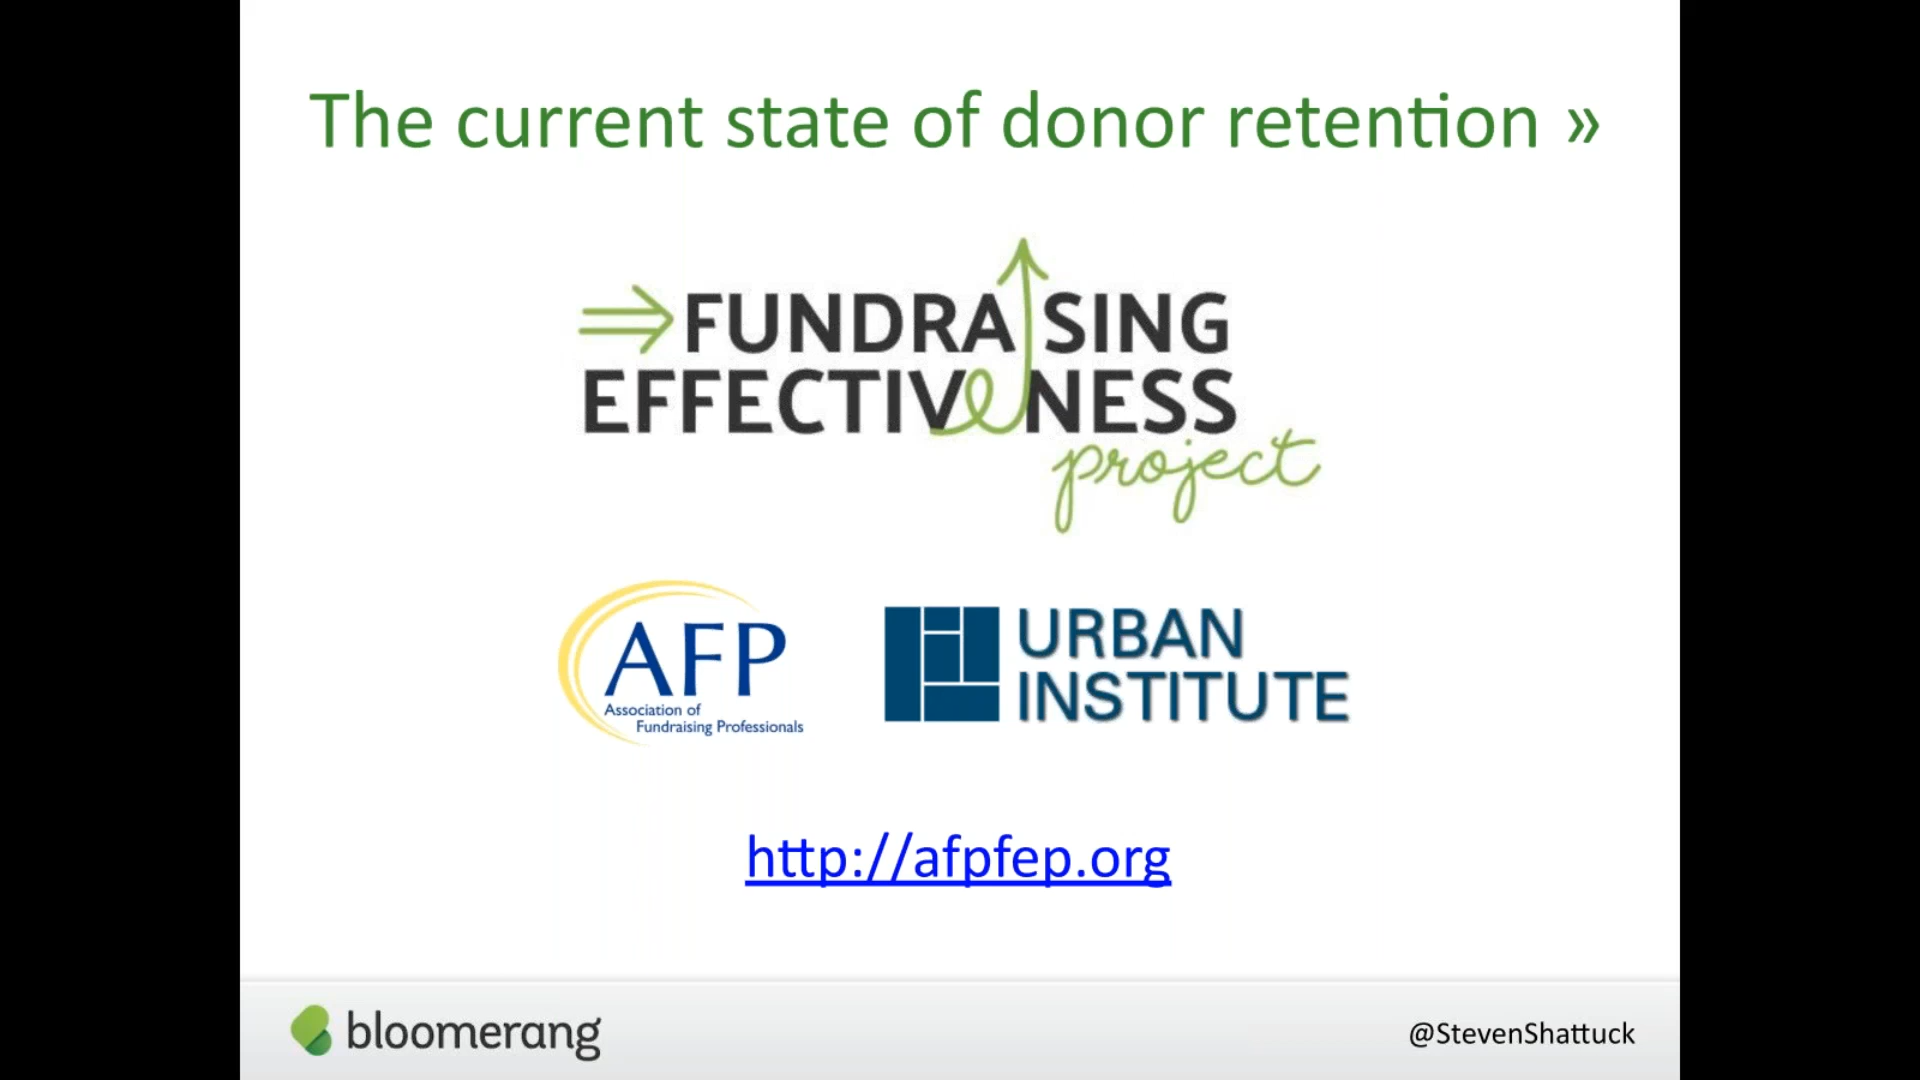 The current state of donor retention »
FUNDRAISING
EFFECTIVENESS
project
AFP
Association of
Fundraising Professionals
URBAN
INSTITUTE
http://afpfep.org
bloomerang
@StevenShattuck